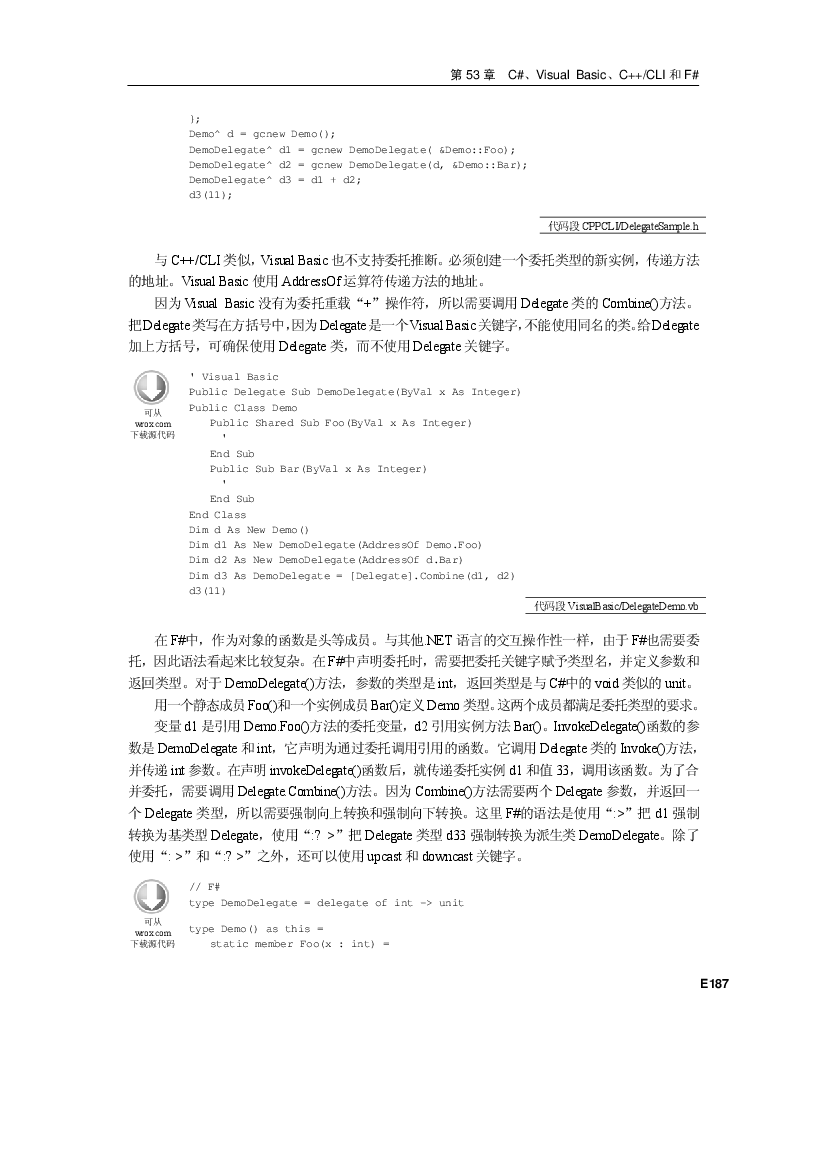 第 53 章 C#、Visual Basic、C++/CLI 和 F#
};
Demo^ d = gcnew Demo();
DemoDelegate^ d1 = gcnew DemoDelegate( &Demo::Foo);
DemoDelegate^ d2 = gcnew DemoDelegate(d, &Demo::Bar);
DemoDelegate^ d3 = d1 + d2;
d3(11);
代码段 CPPCLI/DelegateSample.h
与 C++/CLI 类似，Visual Basic 也不支持委托推断。必须创建一个委托类型的新实例，传递方法
的地址。Visual Basic 使用 AddressOf 运算符传递方法的地址。
因为 Visual Basic 没有为委托重载“+”操作符，所以需要调用 Delegate 类的 Combine()方法。
把 Delegate 类写在方括号中，因为 Delegate 是一个 Visual Basic 关键字，不能使用同名的类。给 Delegate
加上方括号，可确保使用 Delegate 类，而不使用 Delegate 关键字。
可从
wrox.com
下载源代码
' Visual Basic
Public Delegate Sub DemoDelegate(ByVal x As Integer)
Public Class Demo
Public Shared Sub Foo(ByVal x As Integer)
'
End Sub
Public Sub Bar(ByVal x As Integer)
'
End Sub
End Class
Dim d As New Demo()
Dim d1 As New DemoDelegate(AddressOf Demo.Foo)
Dim d2 As New DemoDelegate(AddressOf d.Bar)
Dim d3 As DemoDelegate = [Delegate].Combine(d1, d2)
d3(11)
代码段 VisualBasic/DelegateDemo.vb
在 F#中，作为对象的函数是头等成员。与其他.NET 语言的交互操作性一样，由于 F#也需要委
托，因此语法看起来比较复杂。在 F#中声明委托时，需要把委托关键字赋予类型名，并定义参数和
返回类型。对于 DemoDelegate()方法，参数的类型是 int，返回类型是与 C#中的 void 类似的 unit。
用一个静态成员 Foo()和一个实例成员 Bar()定义 Demo 类型。这两个成员都满足委托类型的要求。
变量 d1 是引用 Demo.Foo()方法的委托变量，d2 引用实例方法 Bar()。InvokeDelegate()函数的参
数是 DemoDelegate 和 int，它声明为通过委托调用引用的函数。它调用 Delegate 类的 Invoke()方法，
并传递 int 参数。在声明 invokeDelegate()函数后，就传递委托实例 d1 和值 33，调用该函数。为了合
并委托，需要调用 Delegate.Combine()方法。因为 Combine()方法需要两个 Delegate 参数，并返回一
个 Delegate 类型，所以需要强制向上转换和强制向下转换。这里 F#的语法是使用“:>”把 d1 强制
转换为基类型 Delegate，使用“:? >”把 Delegate 类型 d33 强制转换为派生类 DemoDelegate。除了
使用“: >”和“:? >”之外，还可以使用 upcast 和 downcast 关键字。
可从
wrox.com
下载源代码
// F#
type DemoDelegate = delegate of int -> unit
type Demo() as this =
static member Foo(x : int) =
E187